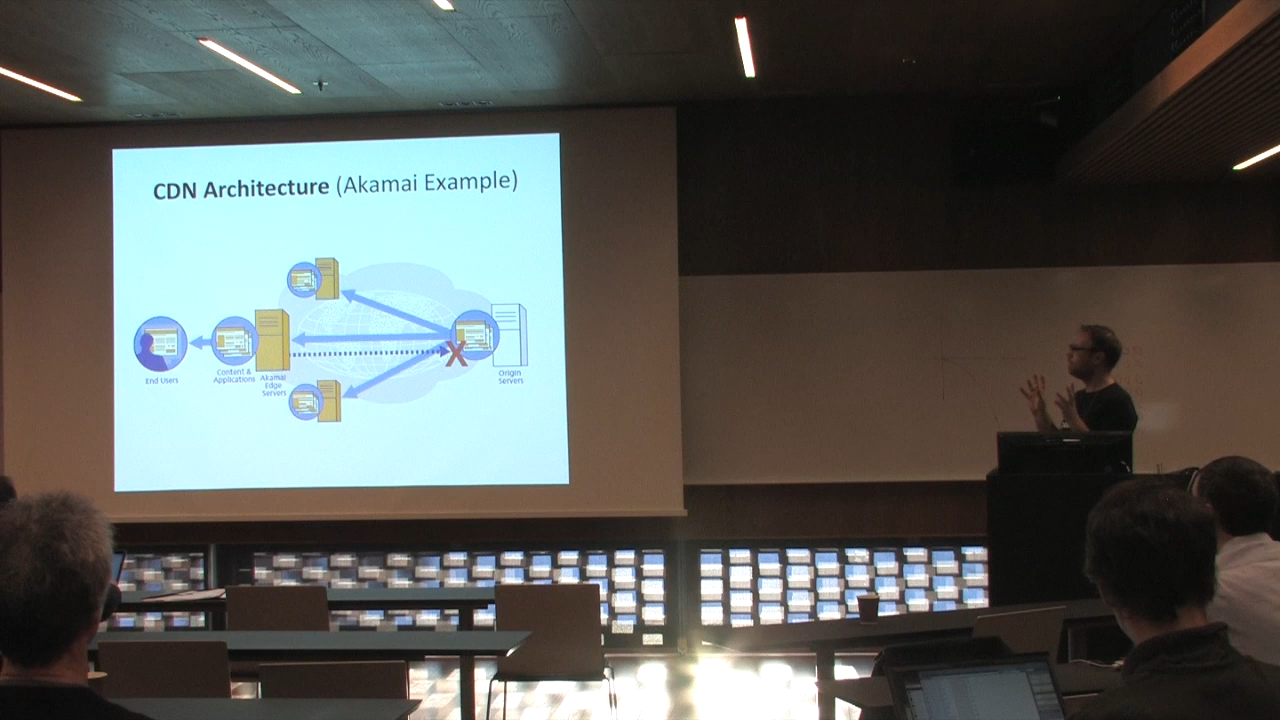 CDN Architecture (Akamai Example)
End Users
Content &
Applications
Akamai
Edge
Servers
X
Origin
Servers